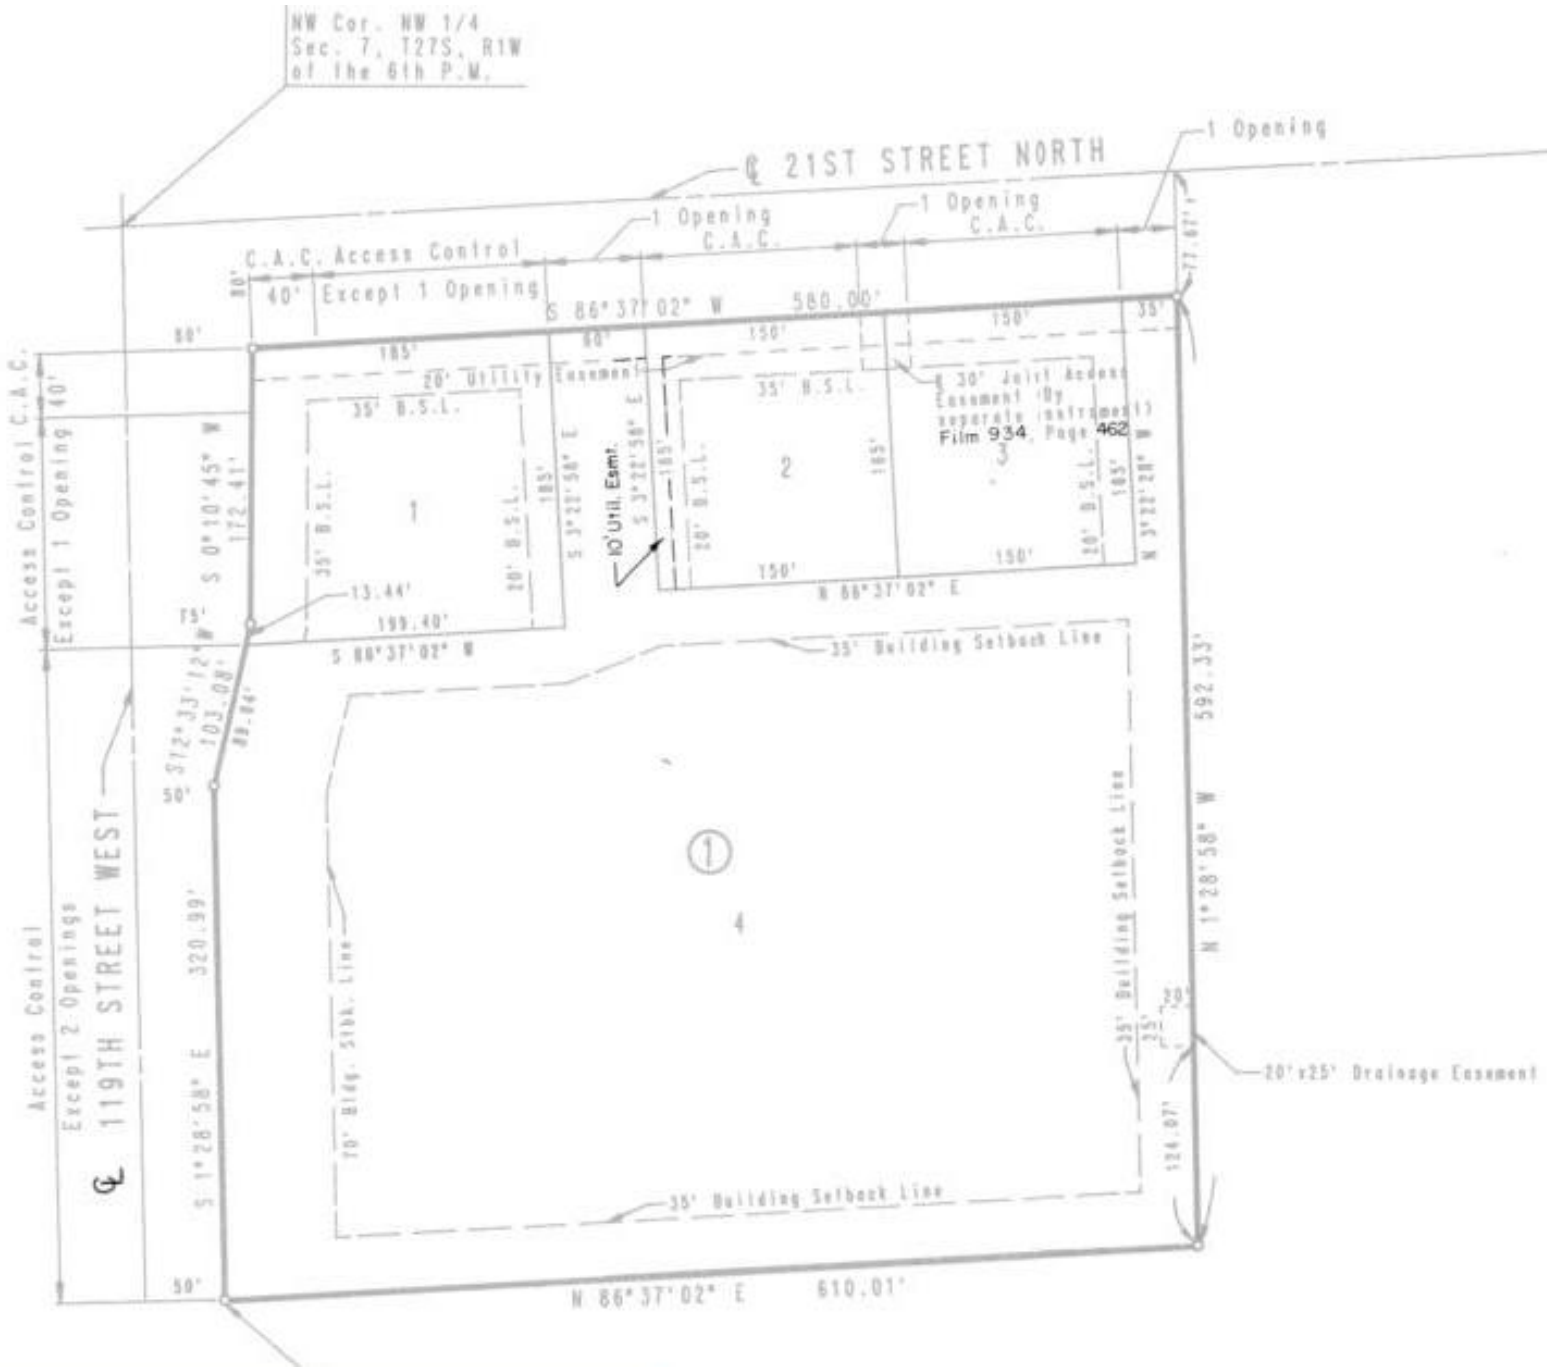 NW Cor. NW 1/4
Sec. 7, T27S, R1W
of the 6th P.M.
1 Opening
℄ 21ST STREET NORTH
1 Opening
C.A.C.
1 Opening
C.A.C.
77.67'
C.A.C. Access Control
80'
40' Except 1 Opening
S 86°37'02" W 580.00'
80'
185'
60'
150'
150'
35'
20' Utility Easement
35' B.S.L.
35' B.S.L.
℄ 30' Joint Access
Easement (By
separate instrument)
Film 934, Page 462
Access Control C.A.C.
Except 1 Opening 40'
S 0°10'45" W
172.41'
35' B.S.L.
1
20' B.S.L.
185'
S 3°22'58" E
10' Util. Esmt.
S 3°22'58" E
165'
20' B.S.L.
2
165'
3
20' B.S.L.
165'
N 3°22'28" W
13.44'
75'
199.40'
S 86°37'02" W
150'
150'
N 86°37'02" E
S12°33'12" W
103.08'
89.64'
50'
35' Building Setback Line
592.33'
N 1°28'58" W
119TH STREET WEST
℄
Access Control
Except 2 Openings
320.99'
S 1°28'58" E
70' Bldg. Stbk. Line
1
4
35' Building Setback Line
20'
25'
20'x25' Drainage Easement
124.07'
35' Building Setback Line
50'
N 86°37'02" E 610.01'